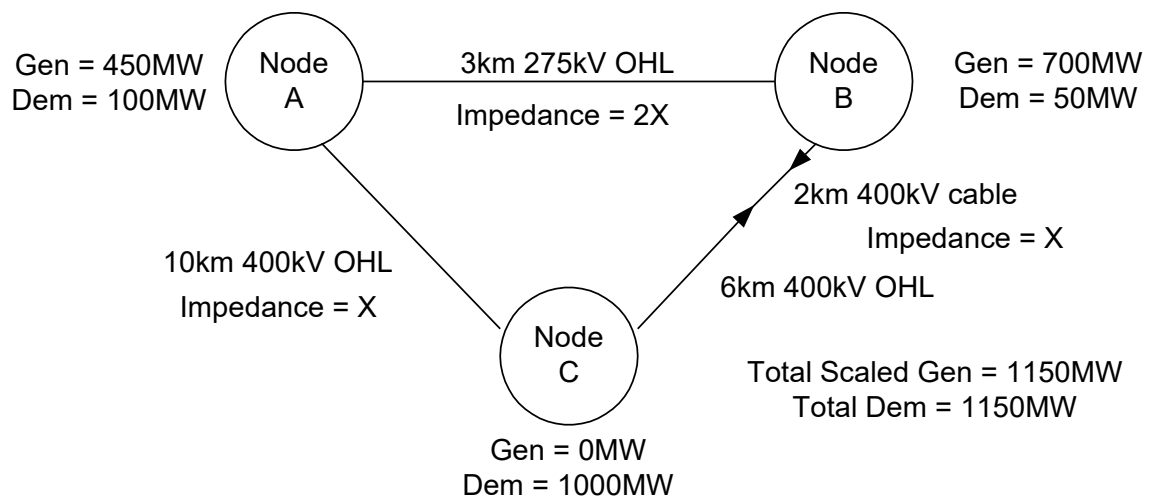 Gen = 450MW
Dem = 100MW
Node
A
3km 275kV OHL
Impedance = 2X
Node
B
Gen = 700MW
Dem = 50MW
2km 400kV cable
Impedance = X
10km 400kV OHL
Impedance = X
6km 400kV OHL
Node
C
Total Scaled Gen = 1150MW
Total Dem = 1150MW
Gen = 0MW
Dem = 1000MW